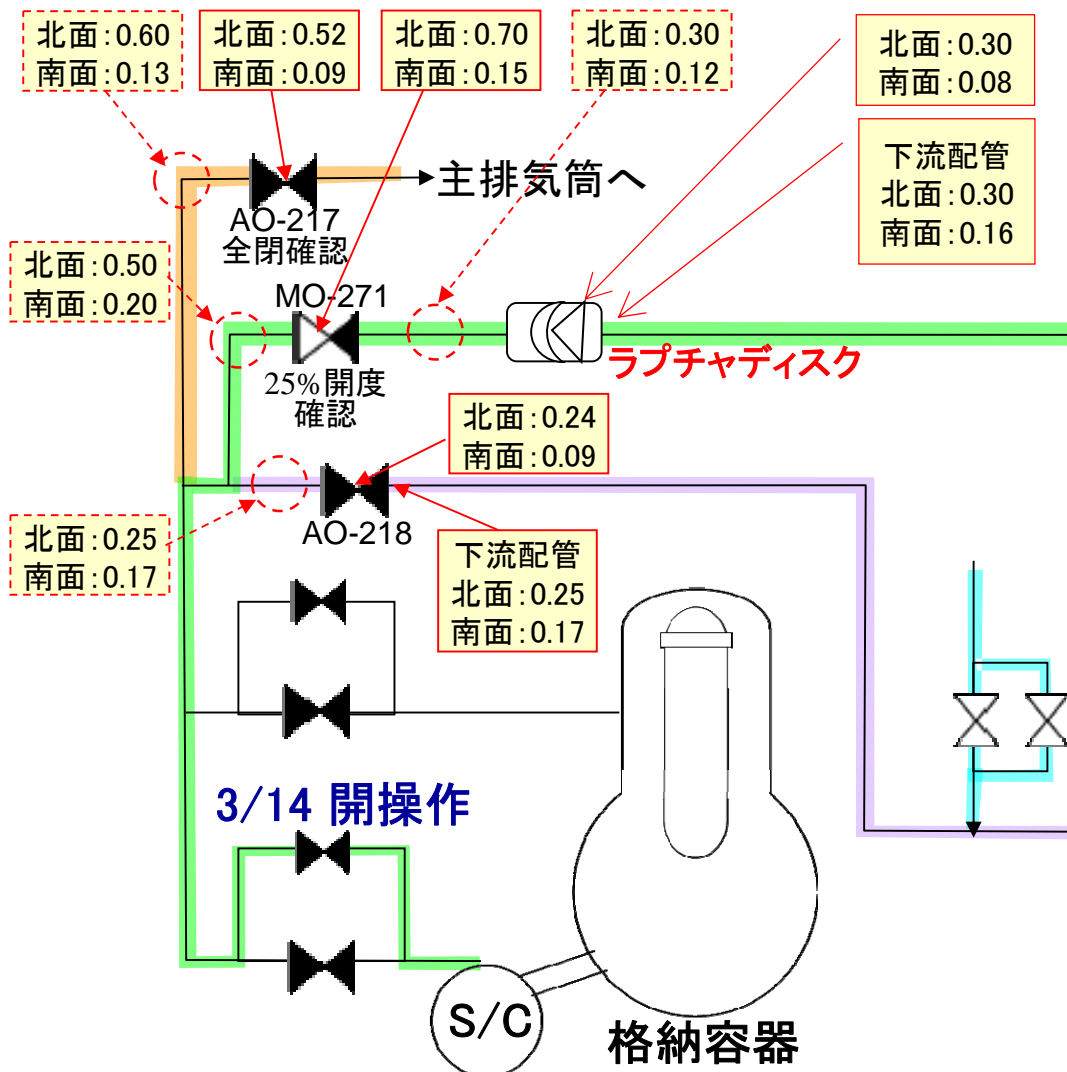 北面:0.60
南面:0.13
北面:0.52
南面:0.09
北面:0.70
南面:0.15
北面:0.30
南面:0.12
北面:0.30
南面:0.08
下流配管
北面:0.30
南面:0.16
主排気筒へ
AO-217
全閉確認
北面:0.50
南面:0.20
MO-271
25%開度
確認
ラプチャディスク
北面:0.24
南面:0.09
AO-218
北面:0.25
南面:0.17
下流配管
北面:0.25
南面:0.17
3/14 開操作
S/C
格納容器